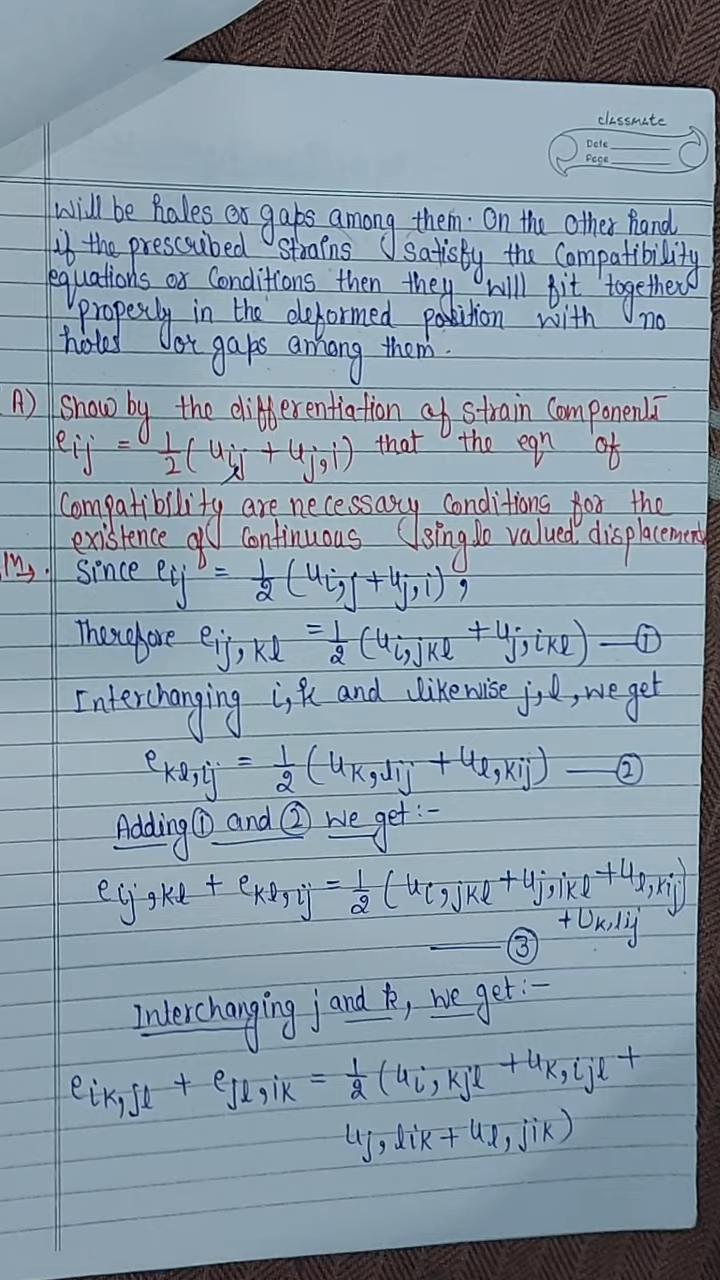 classmate
Date
Page
will be holes or gaps among them. On the other hand
if the prescribed strains satisfy the Compatibility
equations or Conditions then they will fit together
properly in the deformed position with no
holes or gaps among them.
A) Show by the differentiation of strain Components
eij = 1/2 (ui,j + uj,i) that the eqn of
Compatibility are necessary Conditions for the
existence of Continuous single valued displacement
Since eij = 1/2 (ui,j + uj,i),
Therefore eij,kl = 1/2 (ui,jkl + uj,ikl) — ①
Interchanging i,k and likewise j,l, we get
ekl,ij = 1/2 (uk,lij + ul,kij) — ②
Adding ① and ② we get:-
eij,kl + ekl,ij = 1/2 (ui,jkl + uj,ikl + ul,kij)
+ uk,lij
— ③
Interchanging j and k, we get:-
eik,jl + ejl,ik = 1/2 (ui,kjl + uk,ijl +
uj,lik + ul,jik)